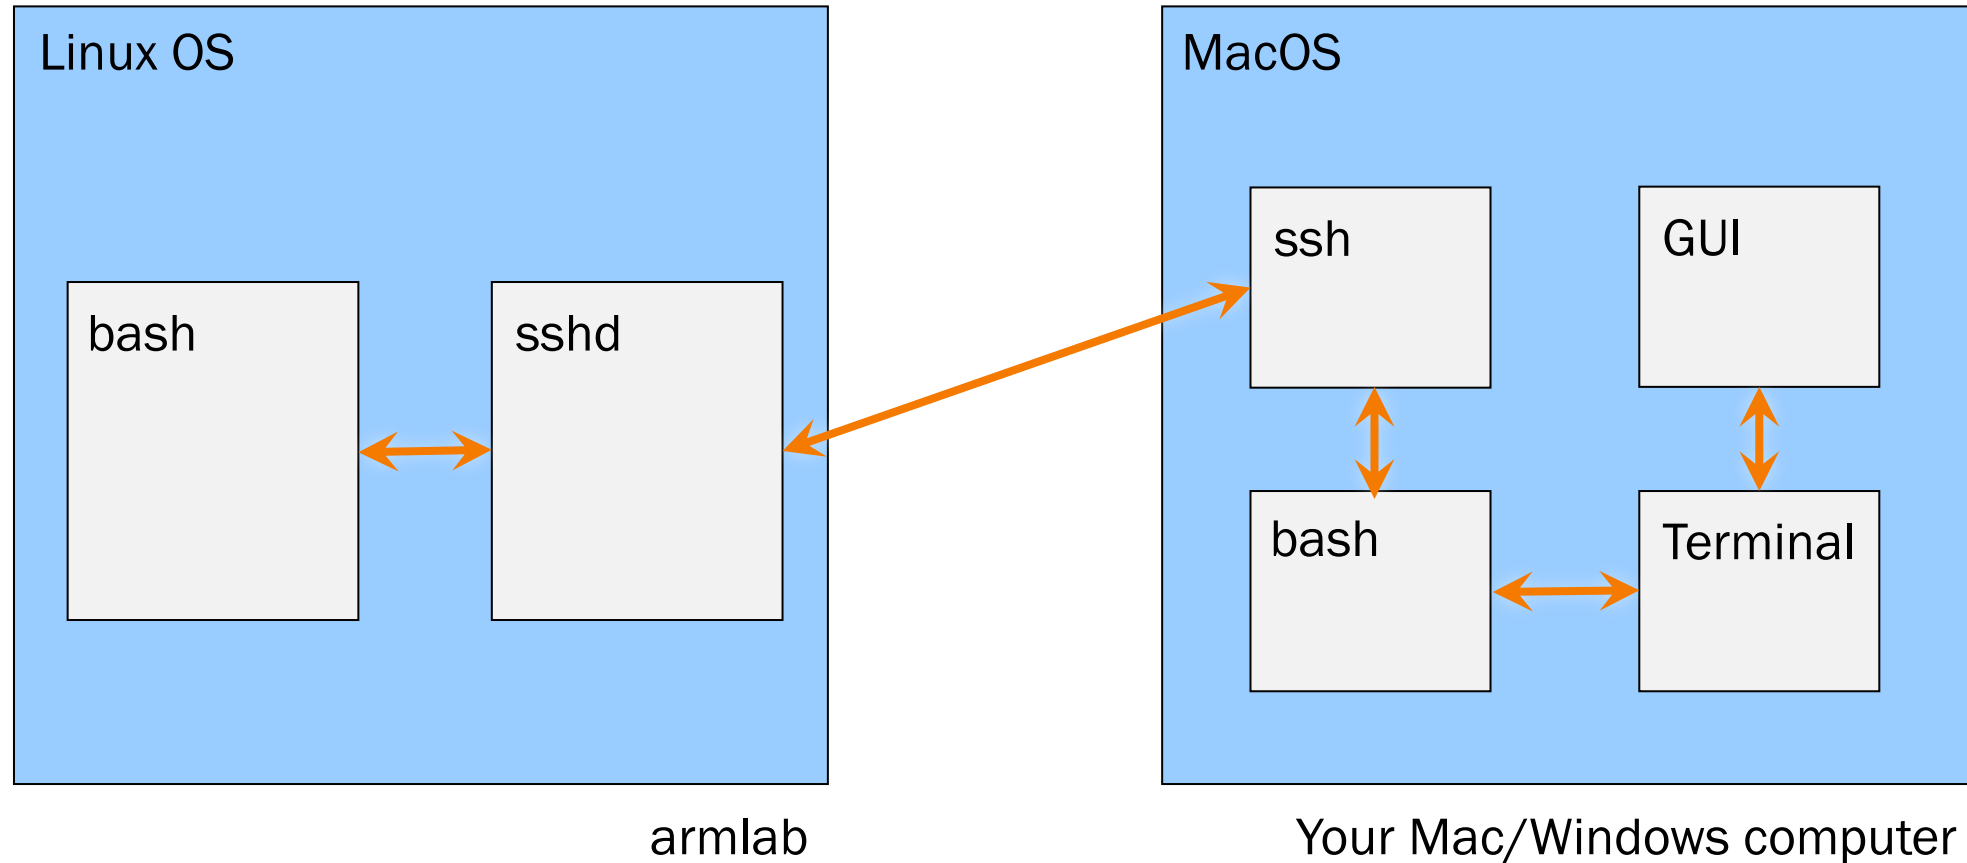 Linux OS
bash
sshd
armlab
MacOS
ssh
GUI
bash
Terminal
Your Mac/Windows computer